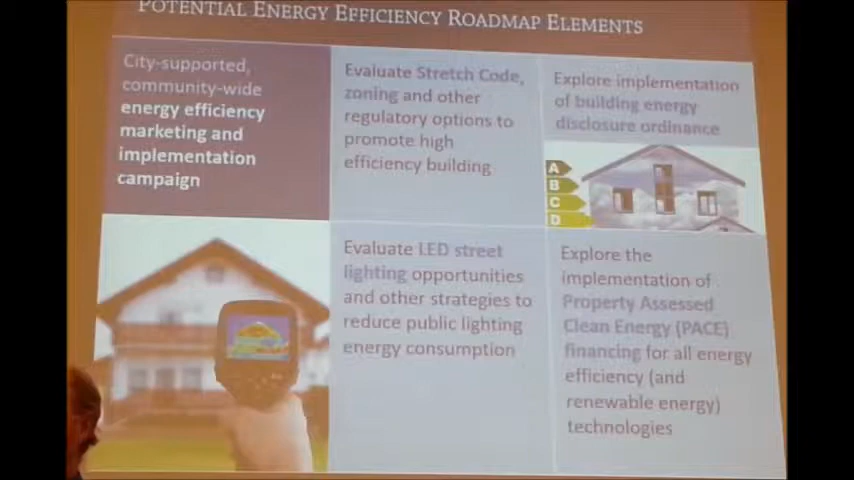 POTENTIAL ENERGY EFFICIENCY ROADMAP ELEMENTS
City-supported,
community-wide
energy efficiency
marketing and
implementation
campaign
Evaluate Stretch Code,
zoning and other
regulatory options to
promote high
efficiency building
Explore implementation
of building energy
disclosure ordinance
A
B
C
D
Evaluate LED street
lighting opportunities
and other strategies to
reduce public lighting
energy consumption
Explore the
implementation of
Property Assessed
Clean Energy (PACE)
financing for all energy
efficiency (and
renewable energy)
technologies